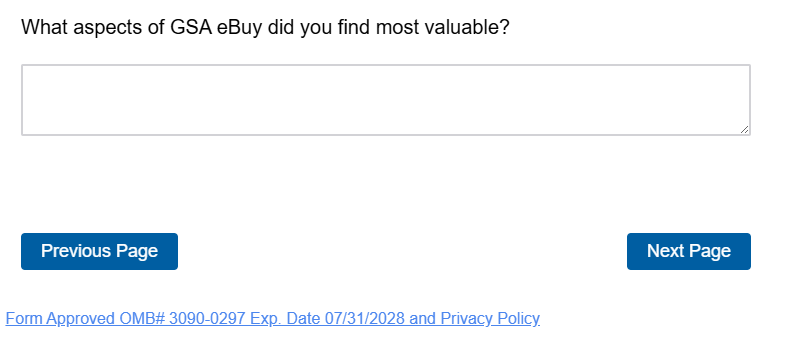 What aspects of GSA eBuy did you find most valuable?
Previous Page
Next Page
Form Approved OMB# 3090-0297 Exp. Date 07/31/2028 and Privacy Policy